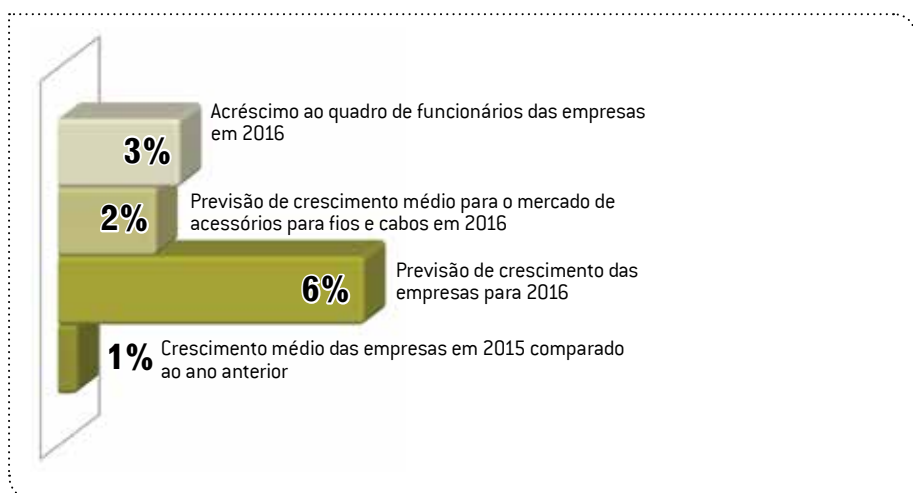 Acréscimo ao quadro de funcionários das empresas
em 2016
3%
Previsão de crescimento médio para o mercado de
acessórios para fios e cabos em 2016
2%
Previsão de crescimento das
empresas para 2016
6%
1%
Crescimento médio das empresas em 2015 comparado
ao ano anterior